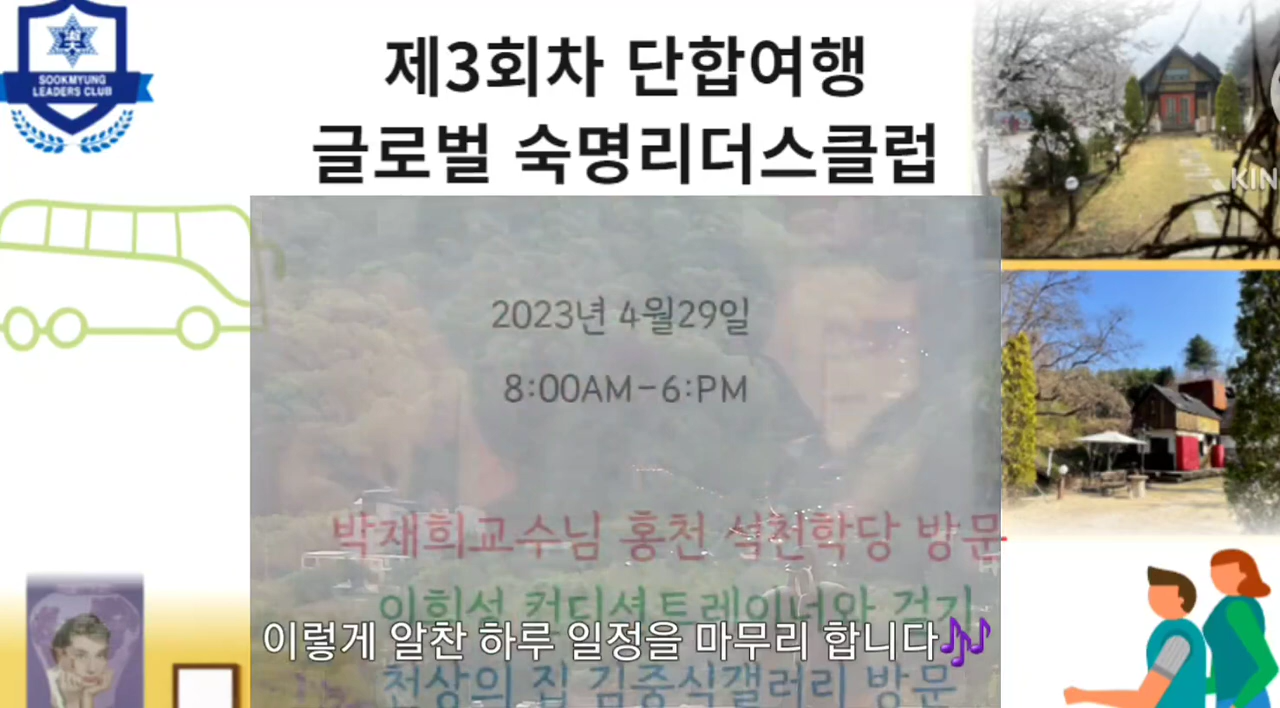 SOOKMYUNG
LEADERS CLUB
제3회차 단합여행
글로벌 숙명리더스클럽
KIN
2023년 4월29일
8:00AM-6:PM
박재희교수님 홍천 석천학당 방문
이희성 컨디셔트레이너와 걷기
이렇게 알찬 하루 일정을 마무리 합니다🎶
천상의 집 김중식갤러리 방문